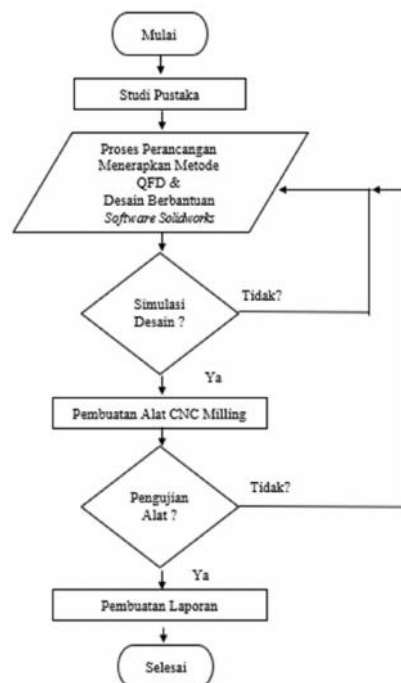 Mulai
Studi Pustaka
Proses Perancangan
Menerapkan Metode
QFD &
Desain Berbantuan
Software Solidworks
Simulasi
Desain ?
Tidak?
Ya
Pembuatan Alat CNC Milling
Pengujian
Alat ?
Tidak?
Ya
Pembuatan Laporan
Selesai